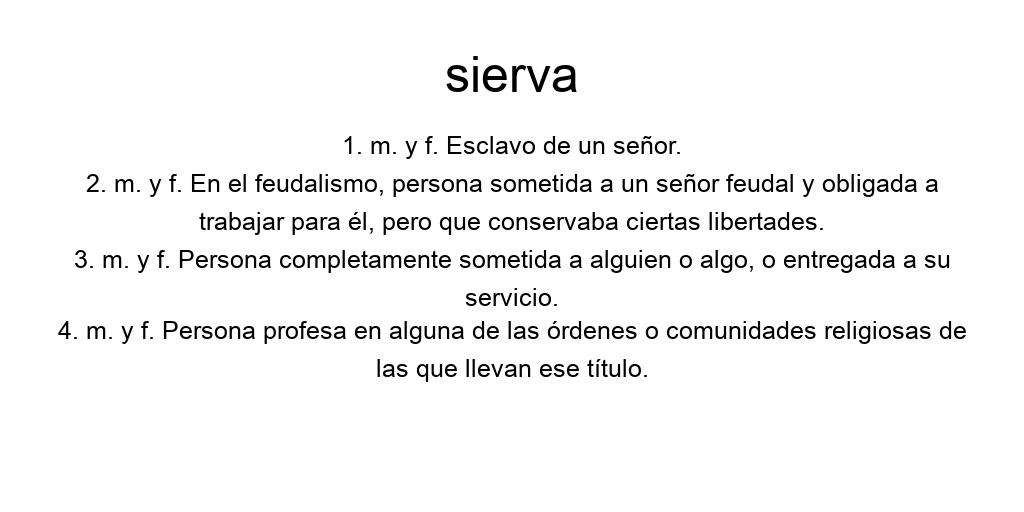 sierva
1. m. y f. Esclavo de un señor.
2. m. y f. En el feudalismo, persona sometida a un señor feudal y obligada a
trabajar para él, pero que conservaba ciertas libertades.
3. m. y f. Persona completamente sometida a alguien o algo, o entregada a su
servicio.
4. m. y f. Persona profesa en alguna de las órdenes o comunidades religiosas de
las que llevan ese título.